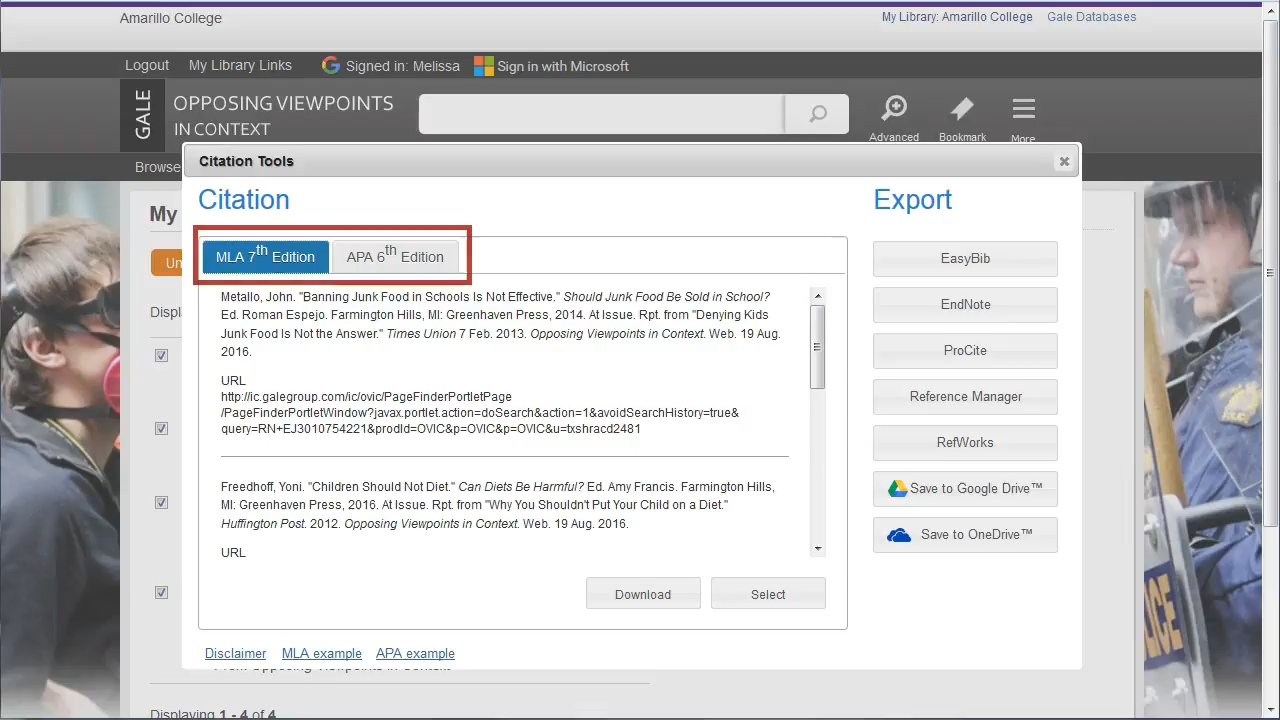 Amarillo College
My Library: Amarillo College Gale Databases
Logout My Library Links Signed in: Melissa Sign in with Microsoft
GALE
OPPOSING VIEWPOINTS
IN CONTEXT
Advanced Bookmark More
Browse
Citation Tools
My
Un
Displ
Citation
MLA 7th Edition APA 6th Edition
Metallo, John. "Banning Junk Food in Schools Is Not Effective." Should Junk Food Be Sold in School?
Ed. Roman Espejo. Farmington Hills, MI: Greenhaven Press, 2014. At Issue. Rpt. from "Denying Kids
Junk Food Is Not the Answer." Times Union 7 Feb. 2013. Opposing Viewpoints in Context. Web. 19 Aug.
2016.
URL
http://ic.galegroup.com/ic/ovic/PageFinderPortletPage
/PageFinderPortletWindow?javax.portlet.action=doSearch&action=1&avoidSearchHistory=true&
query=RN+EJ3010754221&prodId=OVIC&p=OVIC&p=OVIC&u=txshracd2481
Freedhoff, Yoni. "Children Should Not Diet." Can Diets Be Harmful? Ed. Amy Francis. Farmington Hills,
MI: Greenhaven Press, 2016. At Issue. Rpt. from "Why You Shouldn't Put Your Child on a Diet."
Huffington Post. 2012. Opposing Viewpoints in Context. Web. 19 Aug. 2016.
URL
Download Select
Disclaimer MLA example APA example
Export
EasyBib
EndNote
ProCite
Reference Manager
RefWorks
Save to Google Drive™
Save to OneDrive™
From Opposing Viewpoints in Context
Displaying 1 - 4 of 4
POLICE